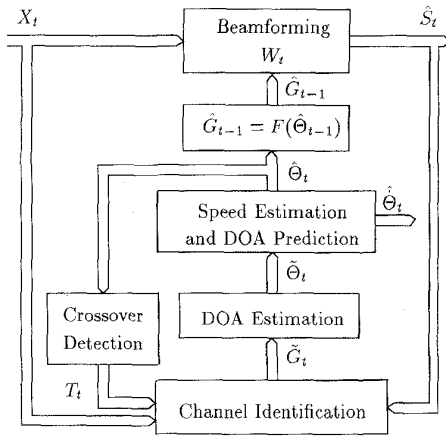 X_t
Beamforming
W_t
Ŝ_t
Ĝ_{t−1}
Ĝ_{t−1} = F(Θ̂_{t−1})
Θ̂_t
Speed Estimation
and DOA Prediction
Θ̂̇_t
Θ̃_t
Crossover
Detection
DOA Estimation
G̃_t
T_t
Channel Identification